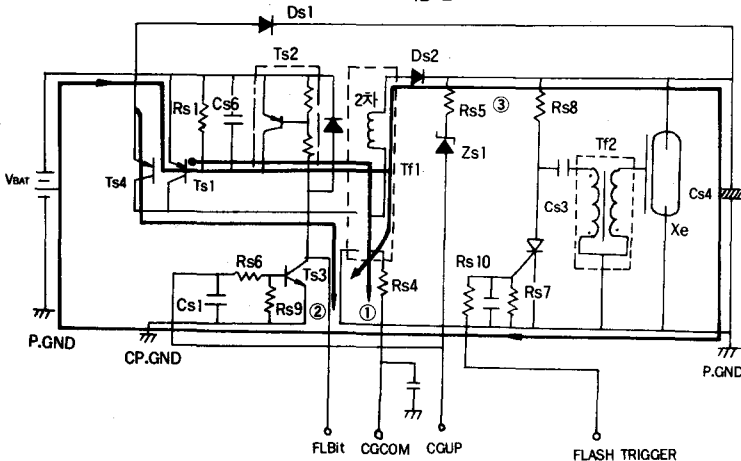 Ds1
Ts2
Ds2
Rs1
Cs6
2차
Rs5
③
Rs8
Zs1
Tf1
Tf2
VBAT
Ts4
Ts1
Cs3
Cs4
Xe
Rs6
Ts3
Rs10
Cs1
Rs9
②
①
Rs4
Rs7
P.GND
CP.GND
P.GND
FLBit
CGCOM
CGUP
FLASH TRIGGER